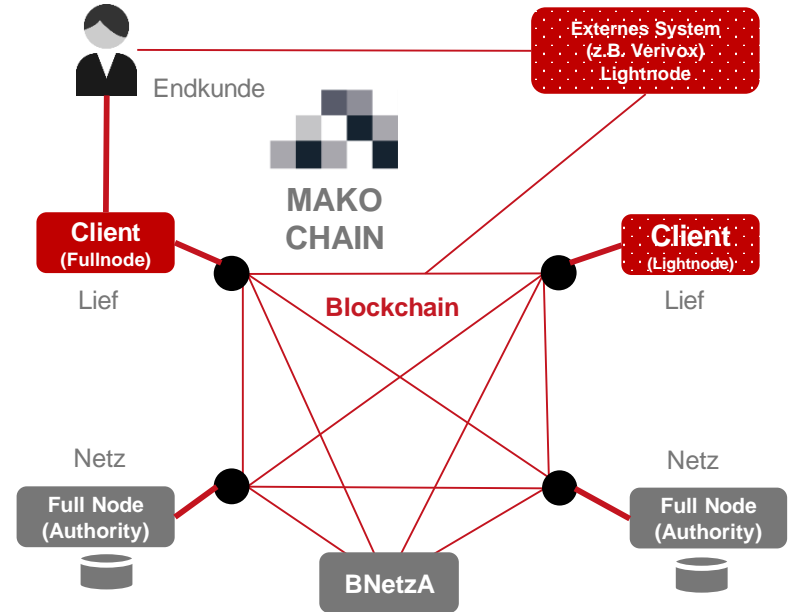 Externes System
(z.B. Verivox)
Lightnode
Endkunde
MAKO
CHAIN
Client
(Fullnode)
Client
(Lightnode)
Lief
Blockchain
Lief
Netz
Netz
Full Node
(Authority)
Full Node
(Authority)
BNetzA